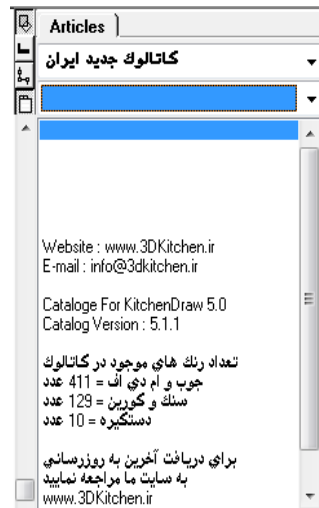 Articles
كاتالوك جديد ايران
Website : www.3DKitchen.ir
E-mail : info@3dkitchen.ir
Cataloge For KitchenDraw 5.0
Catalog Version : 5.1.1
تعداد رنك هاي موجود در كاتالوك
جوب و ام دي اف = 411 عدد
سنك و كورين = 129 عدد
دستكيره = 10 عدد
براي دريافت آخرين به روزرساني
به سايت ما مراجعه نماييد
www.3DKitchen.ir